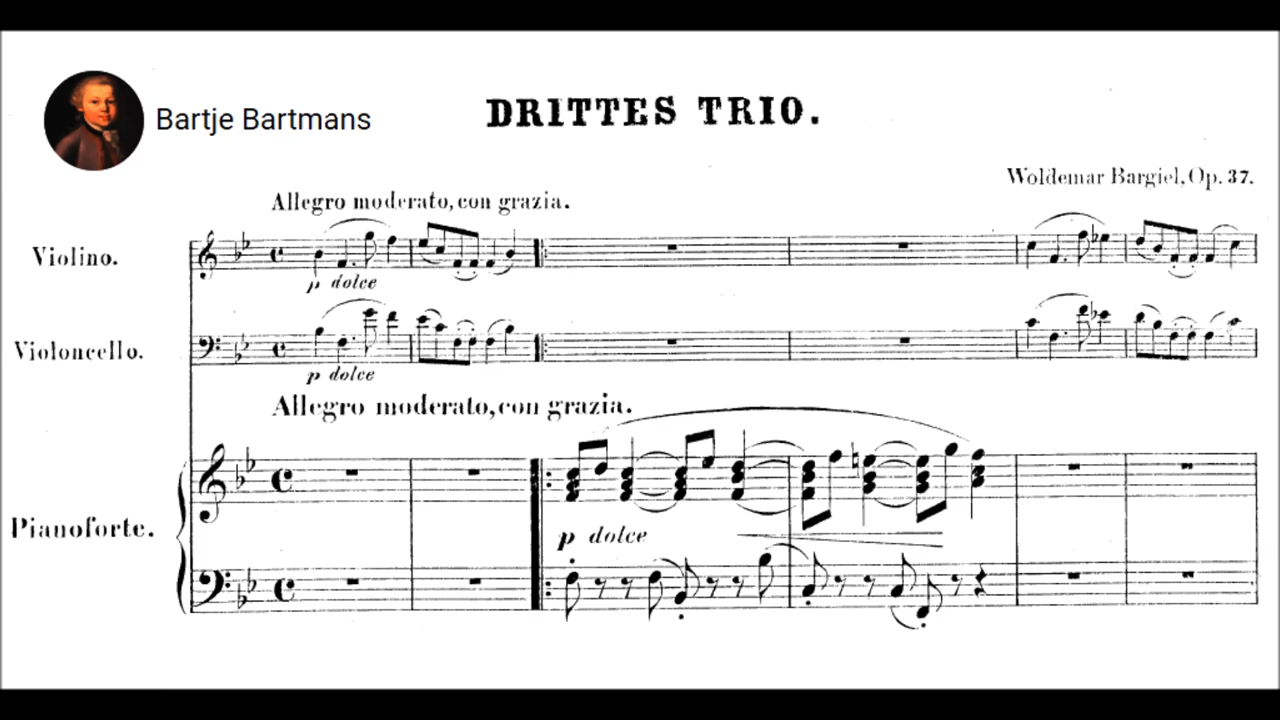 Bartje Bartmans
DRITTES TRIO.
Woldemar Bargiel, Op. 37.
Allegro moderato, con grazia.
Violino.
p dolce
Violoncello.
p dolce
Allegro moderato, con grazia.
Pianoforte.
p dolce